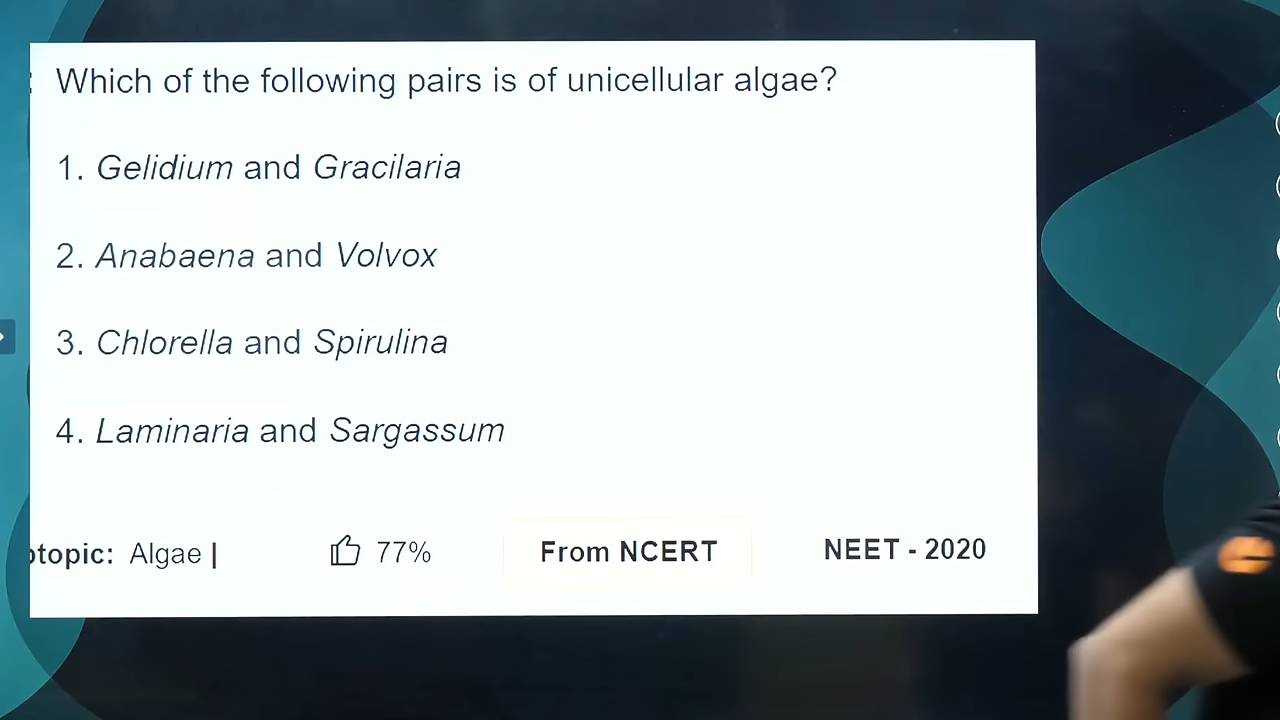 Which of the following pairs is of unicellular algae?
1. Gelidium and Gracilaria
2. Anabaena and Volvox
3. Chlorella and Spirulina
4. Laminaria and Sargassum
Algae | 77% From NCERT NEET - 2020